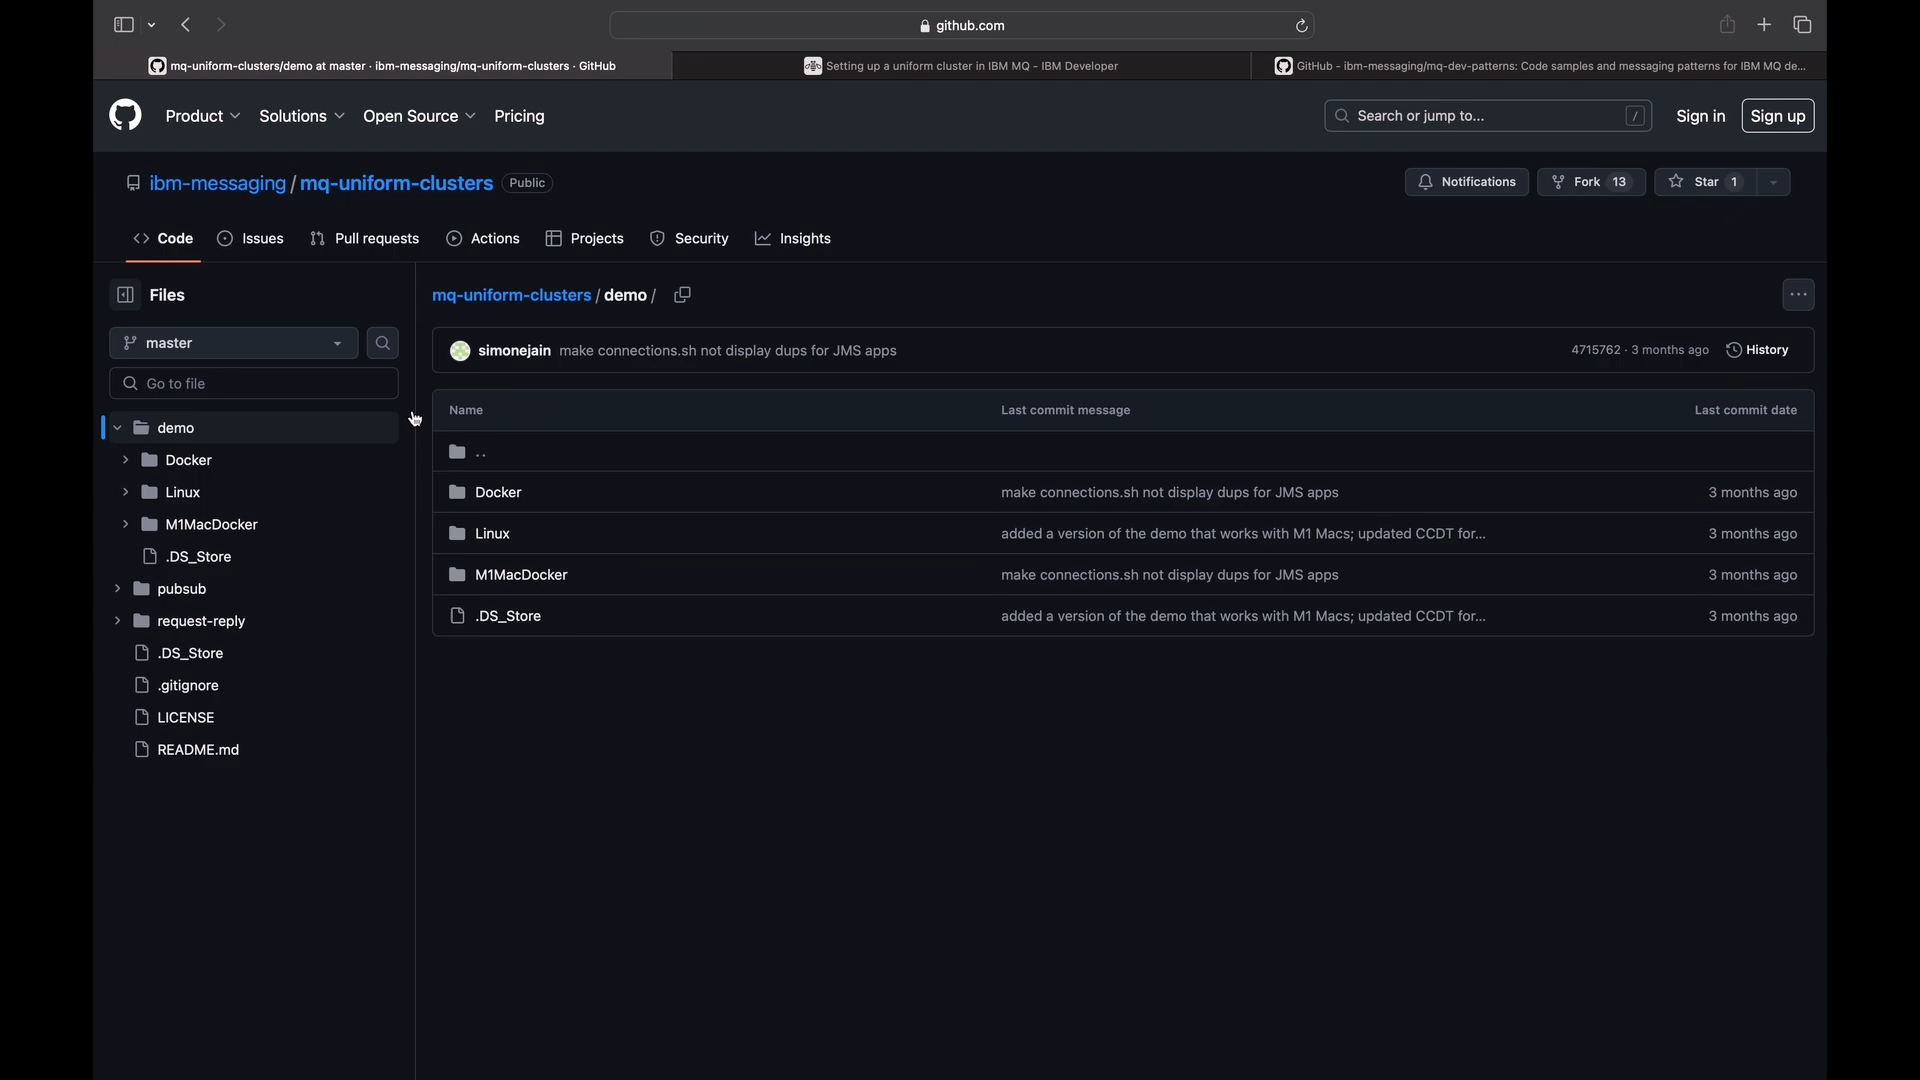 github.com
mq-uniform-clusters/demo at master · ibm-messaging/mq-uniform-clusters · GitHub
Setting up a uniform cluster in IBM MQ - IBM Developer
GitHub - ibm-messaging/mq-dev-patterns: Code samples and messaging patterns for IBM MQ de...
Product Solutions Open Source Pricing Search or jump to... / Sign in Sign up
ibm-messaging / mq-uniform-clusters Public Notifications Fork 13 Star 1
Code Issues Pull requests Actions Projects Security Insights
Files
master
Go to file
demo
Docker
Linux
M1MacDocker
.DS_Store
pubsub
request-reply
.DS_Store
.gitignore
LICENSE
README.md
mq-uniform-clusters / demo / ...
simonejain make connections.sh not display dups for JMS apps 4715762 · 3 months ago History
Name Last commit message Last commit date
..
Docker make connections.sh not display dups for JMS apps 3 months ago
Linux added a version of the demo that works with M1 Macs; updated CCDT for... 3 months ago
M1MacDocker make connections.sh not display dups for JMS apps 3 months ago
.DS_Store added a version of the demo that works with M1 Macs; updated CCDT for... 3 months ago